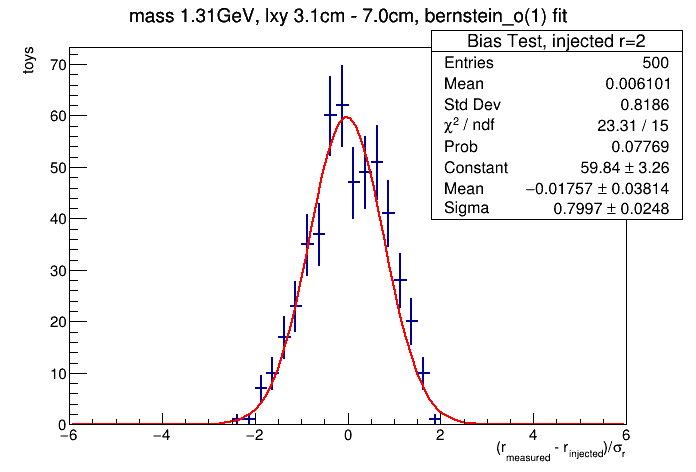 mass 1.31GeV, lxy 3.1cm - 7.0cm, bernstein_o(1) fit
Bias Test, injected r=2
Entries 500
Mean 0.006101
Std Dev 0.8186
χ² / ndf 23.31 / 15
Prob 0.07769
Constant 59.84 ± 3.26
Mean −0.01757 ± 0.03814
Sigma 0.7997 ± 0.0248
toys
70
60
50
40
30
20
10
0
−6 −4 −2 0 2 4 6
(r_measured - r_injected)/σ_r